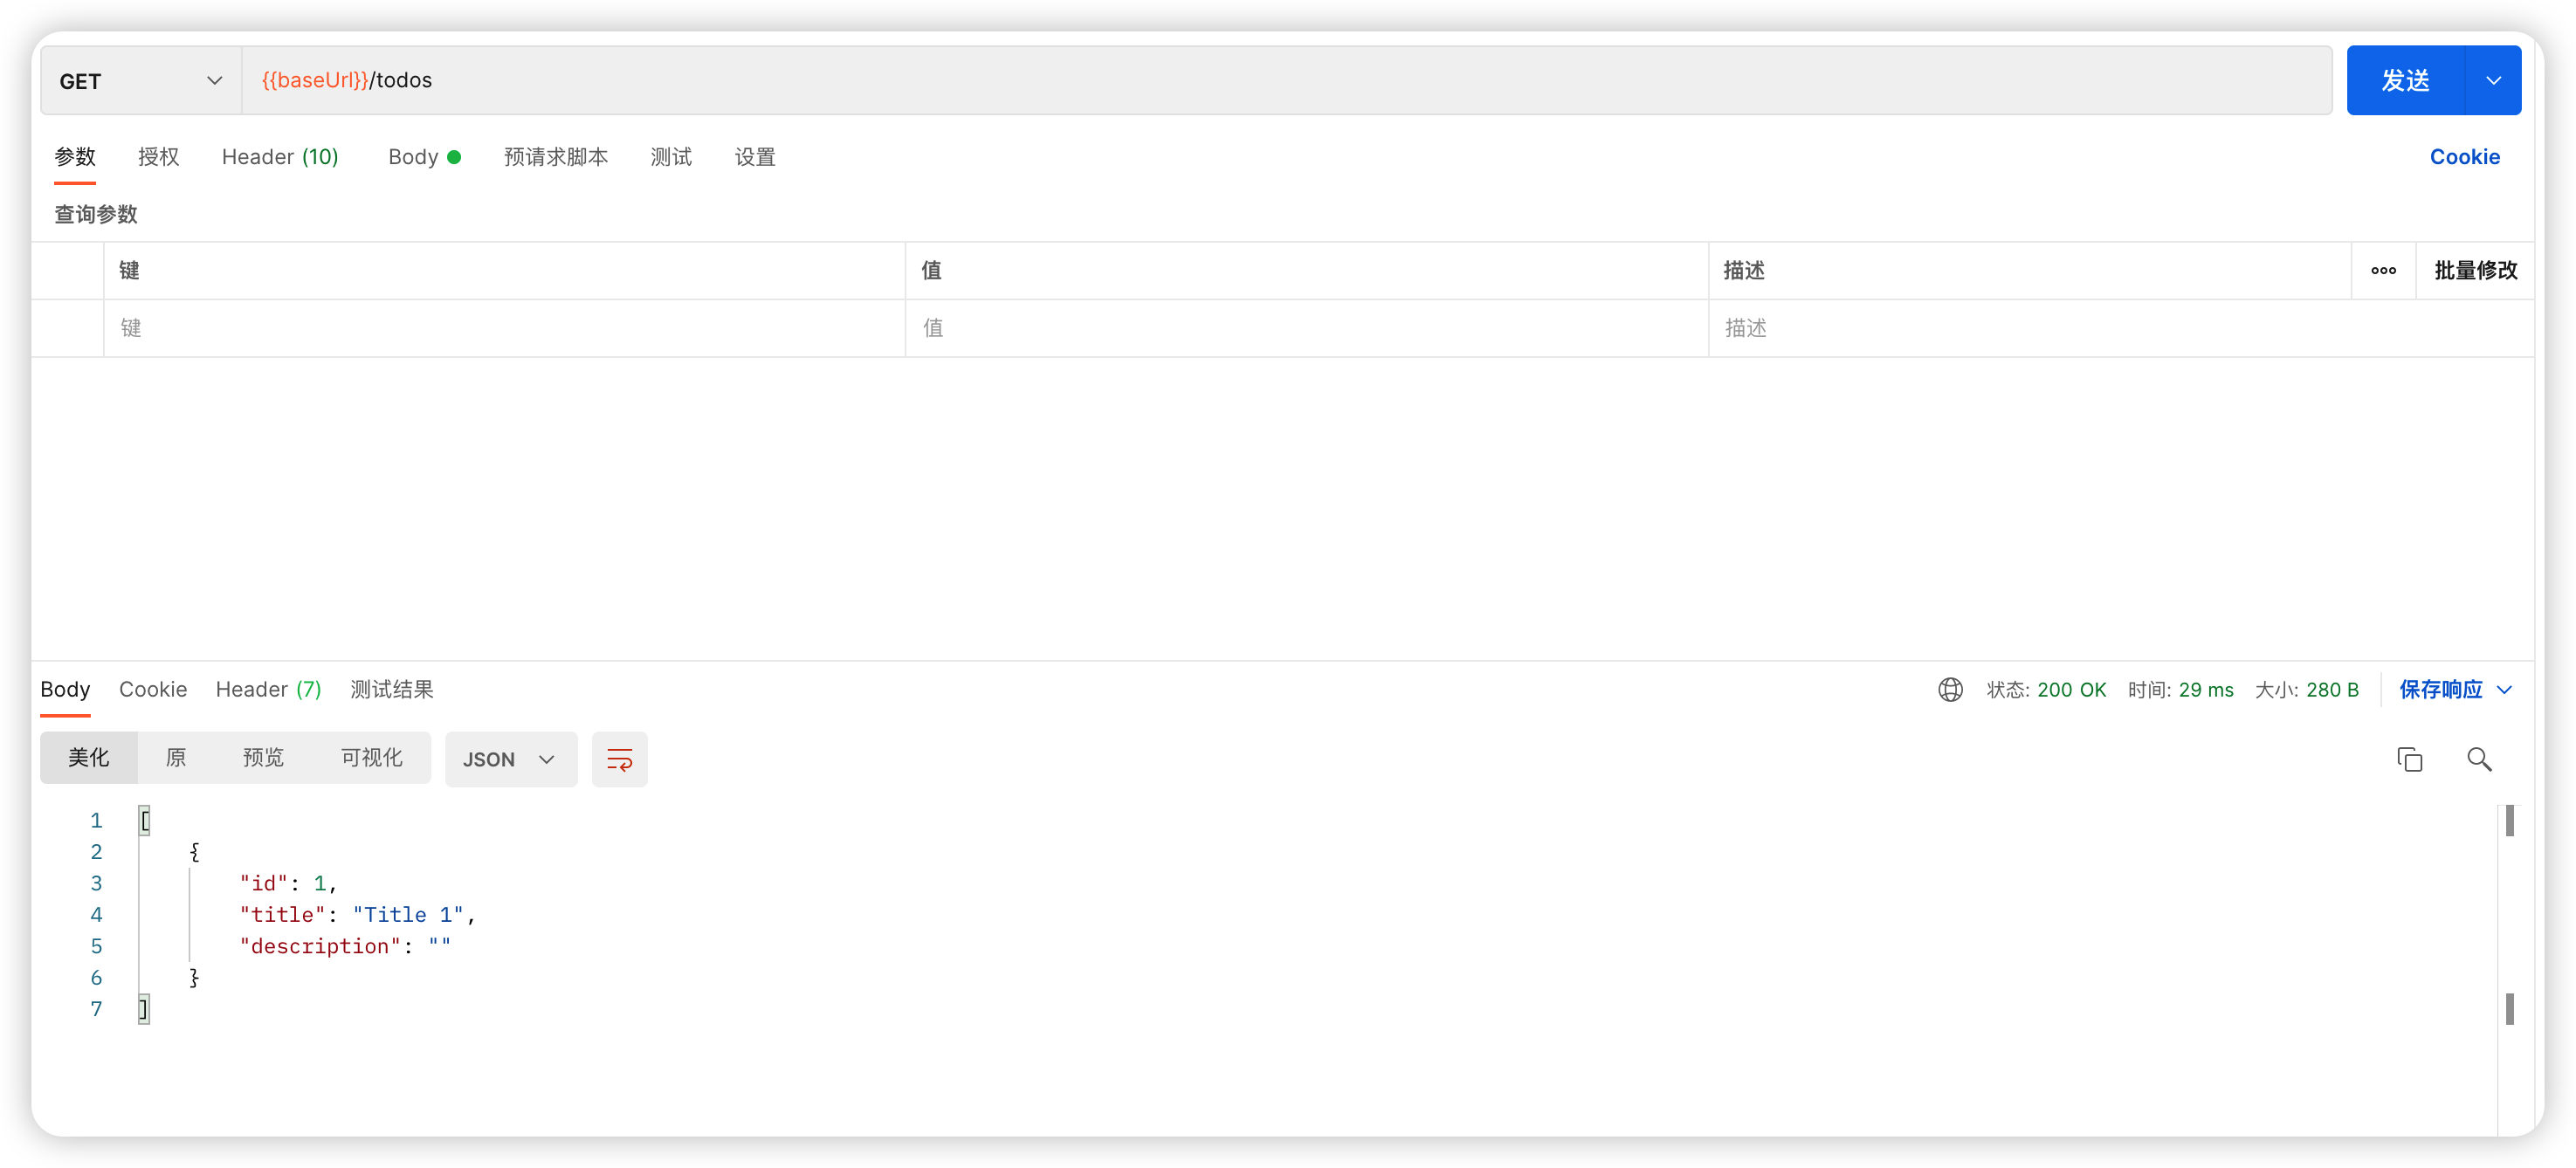 GET {{baseUrl}}/todos 发送
参数 授权 Header (10) Body 预请求脚本 测试 设置 Cookie
查询参数
键 值 描述 批量修改
键 值 描述
Body Cookie Header (7) 测试结果 状态: 200 OK 时间: 29 ms 大小: 280 B 保存响应
美化 原 预览 可视化 JSON
1 [
2 {
3 "id": 1,
4 "title": "Title 1",
5 "description": ""
6 }
7 ]